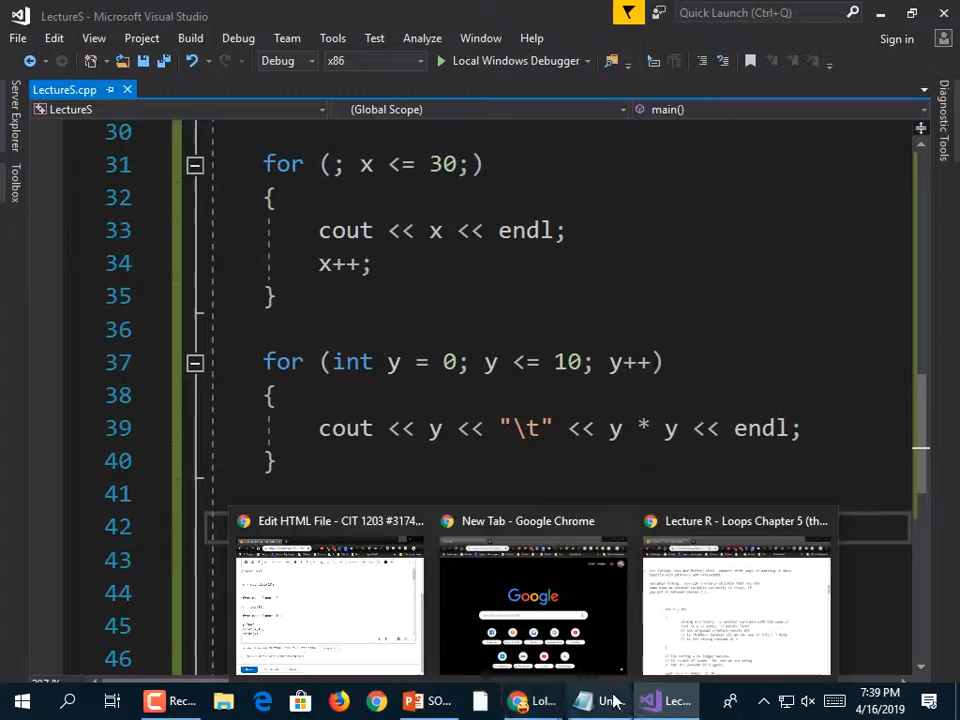 LectureS - Microsoft Visual Studio
Quick Launch (Ctrl+Q)
File Edit View Project Build Debug Team Tools Test Analyze Window Help
Sign in
Debug x86 Local Windows Debugger
LectureS.cpp
LectureS (Global Scope) main()
Server Explorer
Toolbox
Diagnostic Tools
30
31 for (; x <= 30;)
32 {
33 cout << x << endl;
34 x++;
35 }
36
37 for (int y = 0; y <= 10; y++)
38 {
39 cout << y << "\t" << y * y << endl;
40 }
41
42
43
44
45
46
Edit HTML File - CIT 1203 #3174... New Tab - Google Chrome Lecture R - Loops Chapter 5 (th...
Google
Rec... SO... Lol... Un... Lec...
7:39 PM
4/16/2019